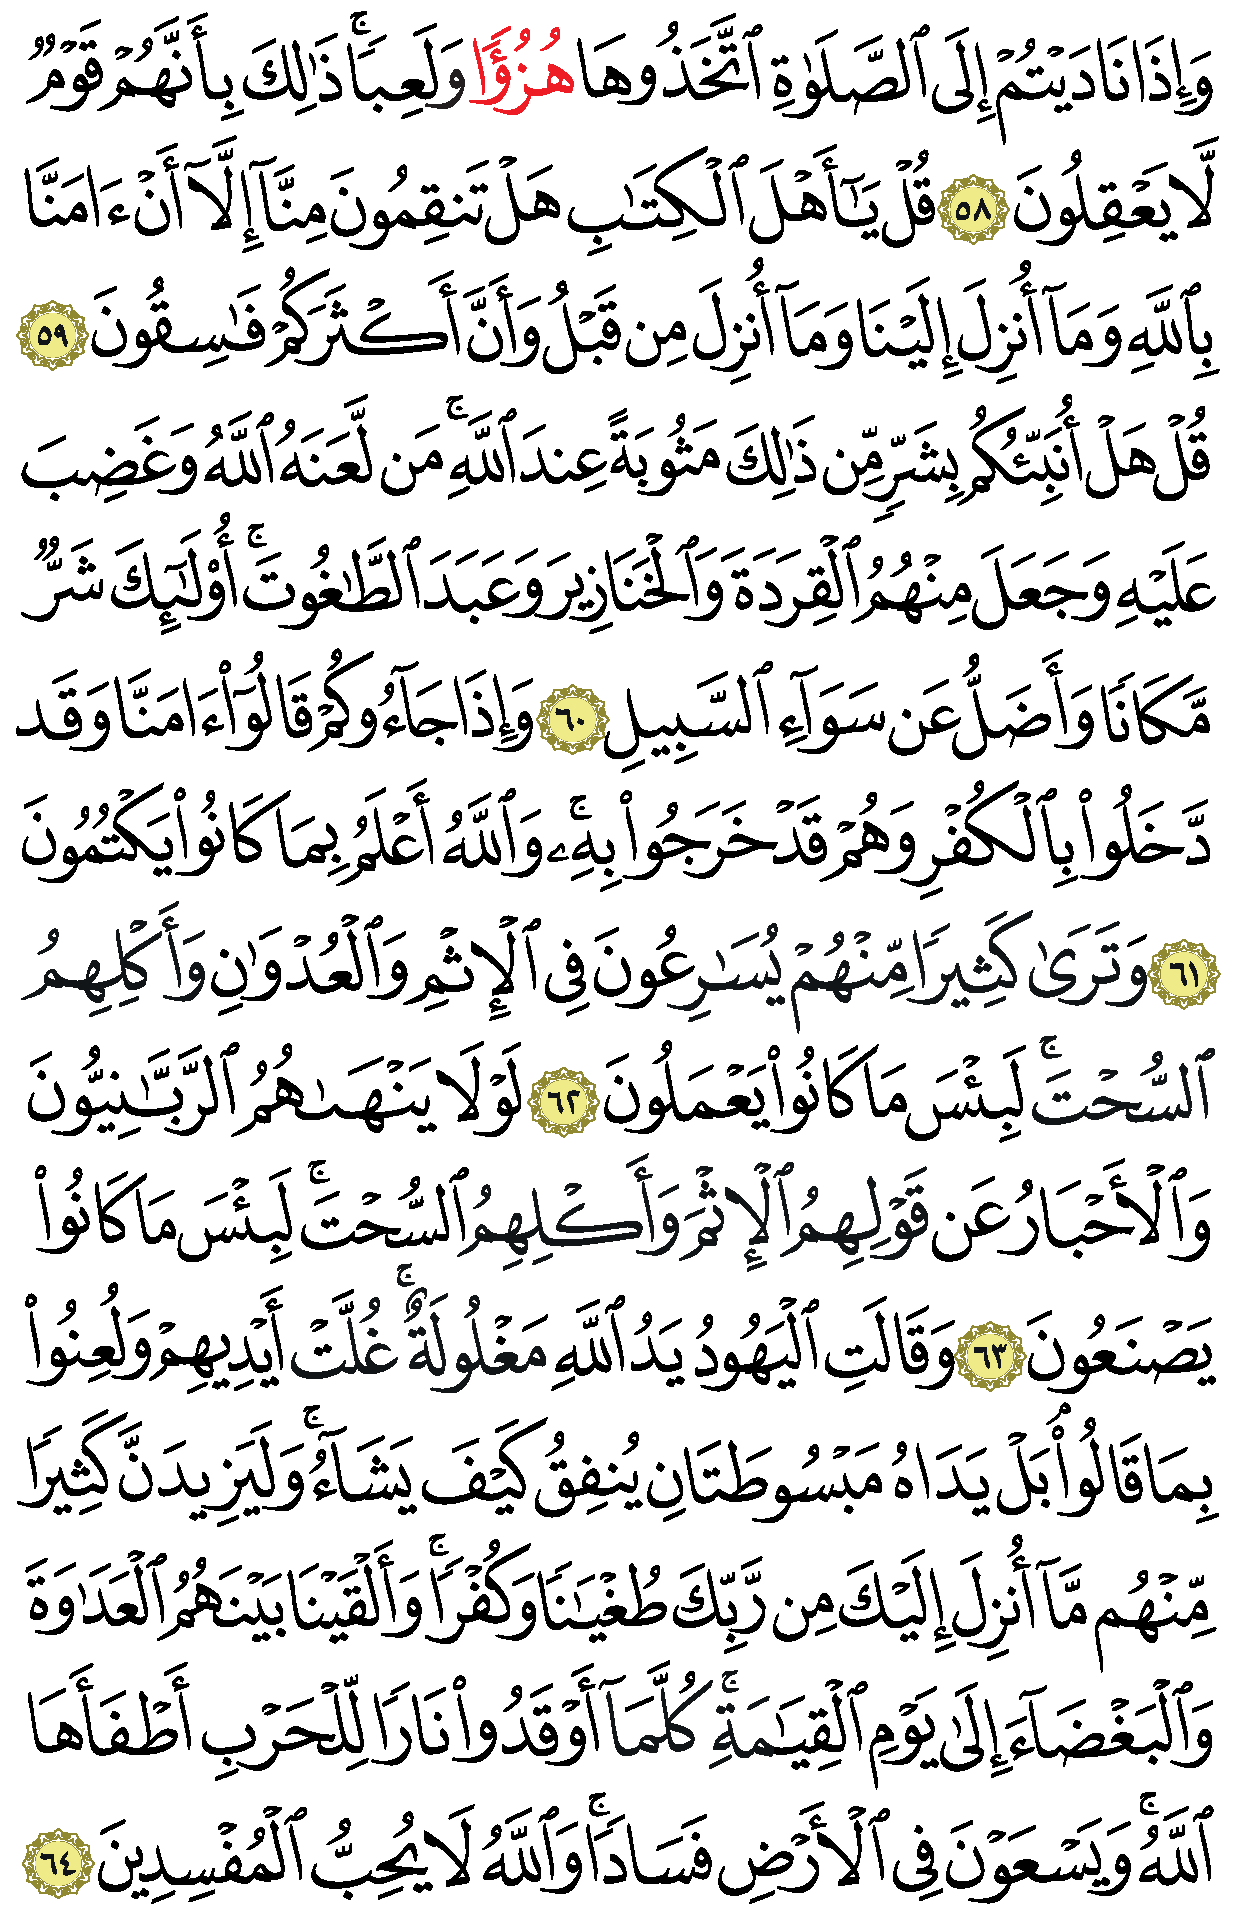 وَإِذَا نَادَيۡتُمۡ إِلَى ٱلصَّلَوٰةِ ٱتَّخَذُوهَا هُزُؤٗا وَلَعِبٗاۚ ذَٰلِكَ بِأَنَّهُمۡ قَوۡمٞ
لَّا يَعۡقِلُونَ ٥٨ قُلۡ يَٰٓأَهۡلَ ٱلۡكِتَٰبِ هَلۡ تَنقِمُونَ مِنَّآ إِلَّآ أَنۡ ءَامَنَّا
بِٱللَّهِ وَمَآ أُنزِلَ إِلَيۡنَا وَمَآ أُنزِلَ مِن قَبۡلُ وَأَنَّ أَكۡثَرَكُمۡ فَٰسِقُونَ ٥٩
قُلۡ هَلۡ أُنَبِّئُكُم بِشَرّٖ مِّن ذَٰلِكَ مَثُوبَةً عِندَ ٱللَّهِۚ مَن لَّعَنَهُ ٱللَّهُ وَغَضِبَ
عَلَيۡهِ وَجَعَلَ مِنۡهُمُ ٱلۡقِرَدَةَ وَٱلۡخَنَازِيرَ وَعَبَدَ ٱلطَّٰغُوتَۚ أُوْلَٰٓئِكَ شَرّٞ
مَّكَانٗا وَأَضَلُّ عَن سَوَآءِ ٱلسَّبِيلِ ٦٠ وَإِذَا جَآءُوكُمۡ قَالُوٓاْ ءَامَنَّا وَقَد
دَّخَلُواْ بِٱلۡكُفۡرِ وَهُمۡ قَدۡ خَرَجُواْ بِهِۦۚ وَٱللَّهُ أَعۡلَمُ بِمَا كَانُواْ يَكۡتُمُونَ
٦١ وَتَرَىٰ كَثِيرٗا مِّنۡهُمۡ يُسَٰرِعُونَ فِي ٱلۡإِثۡمِ وَٱلۡعُدۡوَٰنِ وَأَكۡلِهِمُ
ٱلسُّحۡتَۚ لَبِئۡسَ مَا كَانُواْ يَعۡمَلُونَ ٦٢ لَوۡلَا يَنۡهَىٰهُمُ ٱلرَّبَّٰنِيُّونَ
وَٱلۡأَحۡبَارُ عَن قَوۡلِهِمُ ٱلۡإِثۡمَ وَأَكۡلِهِمُ ٱلسُّحۡتَۚ لَبِئۡسَ مَا كَانُواْ
يَصۡنَعُونَ ٦٣ وَقَالَتِ ٱلۡيَهُودُ يَدُ ٱللَّهِ مَغۡلُولَةٌۚ غُلَّتۡ أَيۡدِيهِمۡ وَلُعِنُواْ
بِمَا قَالُواْۘ بَلۡ يَدَاهُ مَبۡسُوطَتَانِ يُنفِقُ كَيۡفَ يَشَآءُۚ وَلَيَزِيدَنَّ كَثِيرٗا
مِّنۡهُم مَّآ أُنزِلَ إِلَيۡكَ مِن رَّبِّكَ طُغۡيَٰنٗا وَكُفۡرٗاۚ وَأَلۡقَيۡنَا بَيۡنَهُمُ ٱلۡعَدَٰوَةَ
وَٱلۡبَغۡضَآءَ إِلَىٰ يَوۡمِ ٱلۡقِيَٰمَةِۚ كُلَّمَآ أَوۡقَدُواْ نَارٗا لِّلۡحَرۡبِ أَطۡفَأَهَا
ٱللَّهُۚ وَيَسۡعَوۡنَ فِي ٱلۡأَرۡضِ فَسَادٗاۚ وَٱللَّهُ لَا يُحِبُّ ٱلۡمُفۡسِدِينَ ٦٤